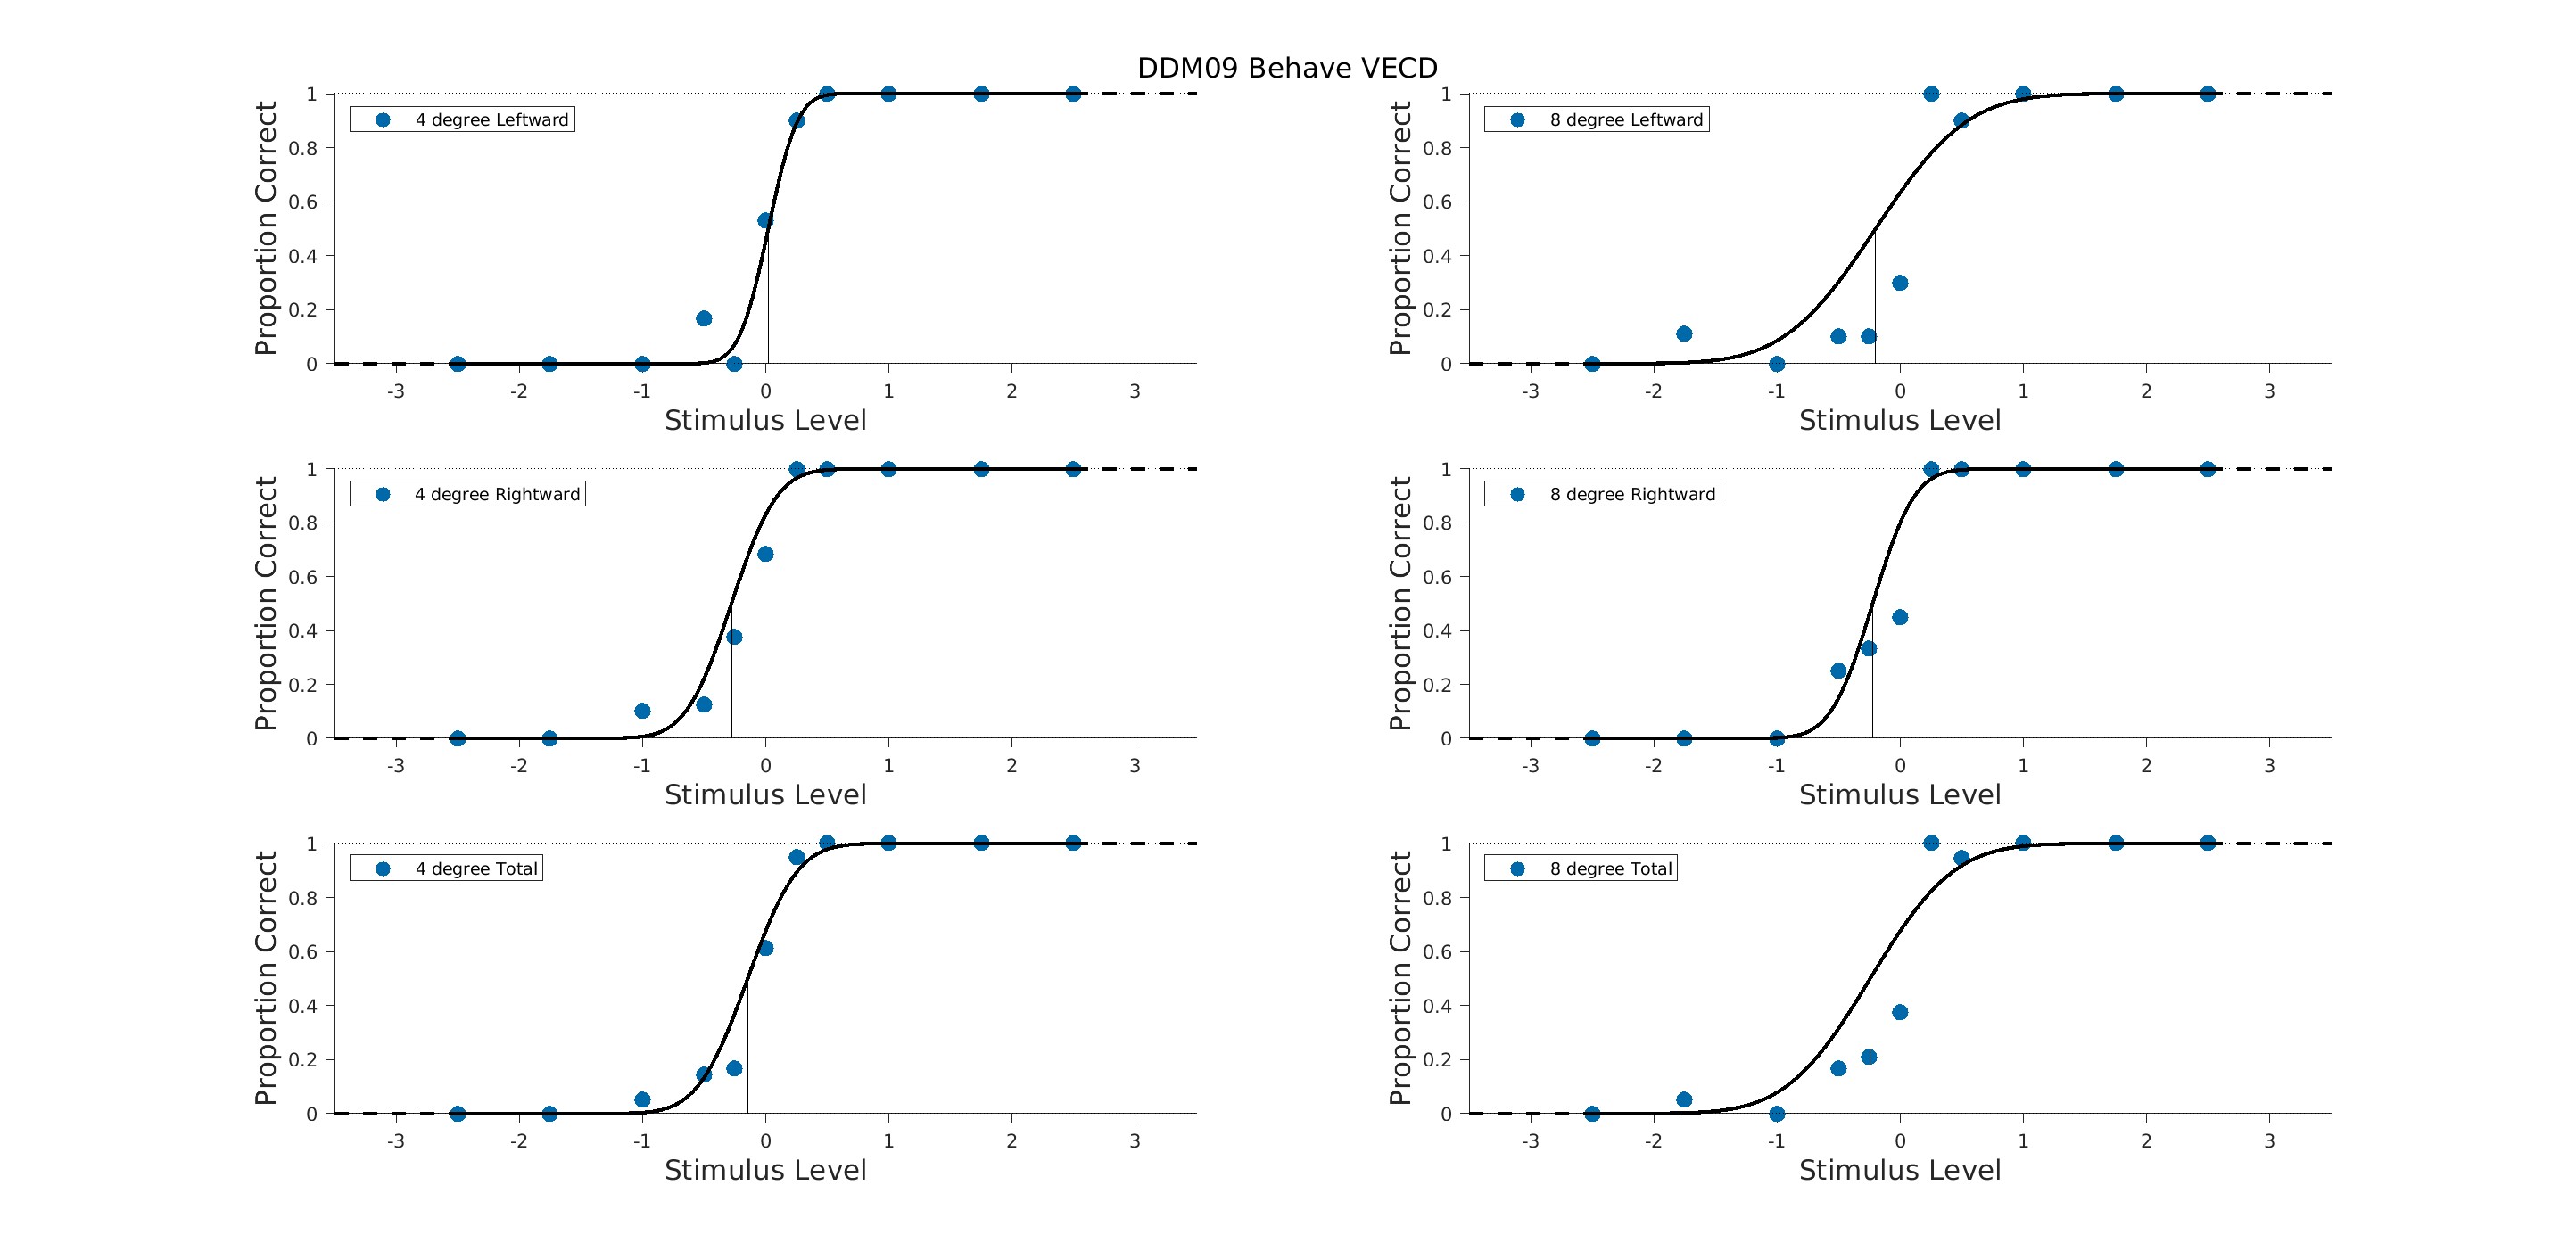 DDM09 Behave VECD
4 degree Leftward
Proportion Correct
1
0.8
0.6
0.4
0.2
0
-3 -2 -1 0 1 2 3
Stimulus Level
8 degree Leftward
Proportion Correct
1
0.8
0.6
0.4
0.2
0
-3 -2 -1 0 1 2 3
Stimulus Level
4 degree Rightward
Proportion Correct
1
0.8
0.6
0.4
0.2
0
-3 -2 -1 0 1 2 3
Stimulus Level
8 degree Rightward
Proportion Correct
1
0.8
0.6
0.4
0.2
0
-3 -2 -1 0 1 2 3
Stimulus Level
4 degree Total
Proportion Correct
1
0.8
0.6
0.4
0.2
0
-3 -2 -1 0 1 2 3
Stimulus Level
8 degree Total
Proportion Correct
1
0.8
0.6
0.4
0.2
0
-3 -2 -1 0 1 2 3
Stimulus Level